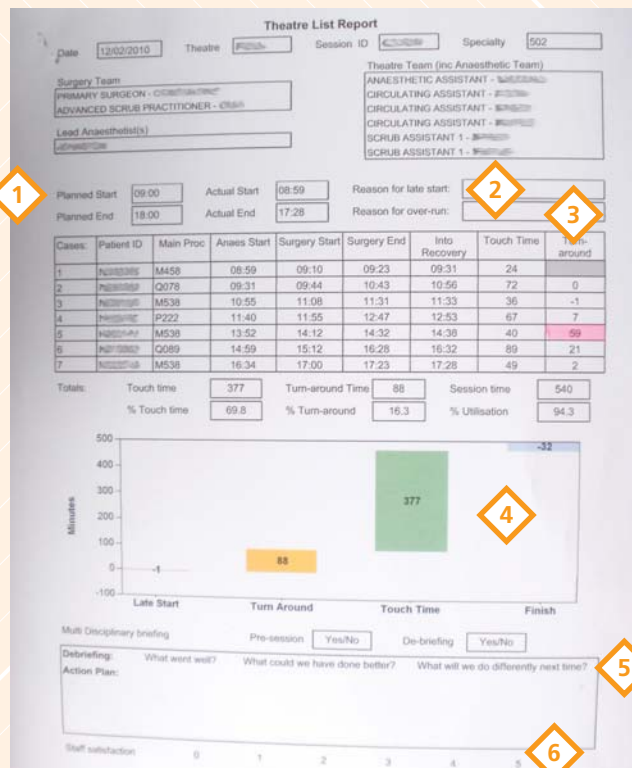 Theatre List Report
Date 12/02/2010 Theatre Session ID Specialty 502
Surgery Team
PRIMARY SURGEON -
ADVANCED SCRUB PRACTITIONER -
Lead Anaesthetist(s)
Theatre Team (inc Anaesthetic Team)
ANAESTHETIC ASSISTANT -
CIRCULATING ASSISTANT -
CIRCULATING ASSISTANT -
CIRCULATING ASSISTANT -
SCRUB ASSISTANT 1 -
SCRUB ASSISTANT 1 -
1
Planned Start 09:00 Actual Start 08:59 Reason for late start: 2
Planned End 18:00 Actual End 17:28 Reason for over-run: 3
Cases: Patient ID Main Proc Anaes Start Surgery Start Surgery End Into Recovery Touch Time Turn-around
1 M458 08:59 09:10 09:23 09:31 24
2 Q078 09:31 09:44 10:43 10:56 72 0
3 M538 10:55 11:08 11:31 11:33 36 -1
4 P222 11:40 11:55 12:47 12:53 67 7
5 M538 13:52 14:12 14:32 14:38 40 59
6 Q089 14:59 15:12 16:28 16:32 89 21
7 M538 16:34 17:00 17:23 17:28 49 2
Totals: Touch time 377 Turn-around Time 88 Session time 540
% Touch time 69.8 % Turn-around 16.3 % Utilisation 94.3
500
400
300
200
100
0
-100
Minutes
-1
88
377
-32
4
Late Start Turn Around Touch Time Finish
Multi Disciplinary briefing Pre-session Yes/No De-briefing Yes/No
Debriefing: What went well? What could we have done better? What will we do differently next time? 5
Action Plan:
Staff satisfaction 0 1 2 3 4 5 6